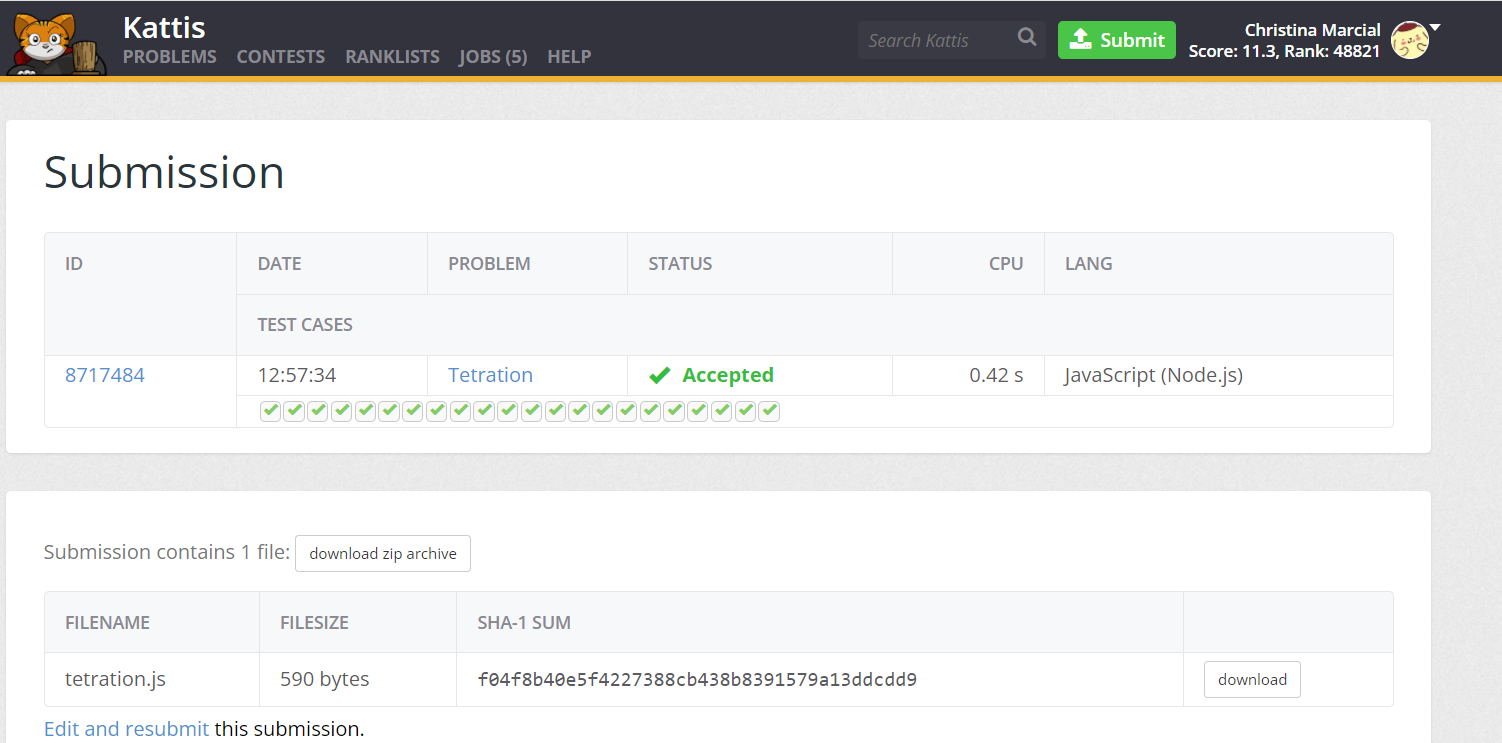 Kattis
PROBLEMS CONTESTS RANKLISTS JOBS (5) HELP
Search Kattis
Submit
Christina Marcial
Score: 11.3, Rank: 48821
Submission
ID DATE PROBLEM STATUS CPU LANG
TEST CASES
8717484 12:57:34 Tetration Accepted 0.42 s JavaScript (Node.js)
Submission contains 1 file: download zip archive
FILENAME FILESIZE SHA-1 SUM
tetration.js 590 bytes f04f8b40e5f4227388cb438b8391579a13ddcdd9 download
Edit and resubmit this submission.